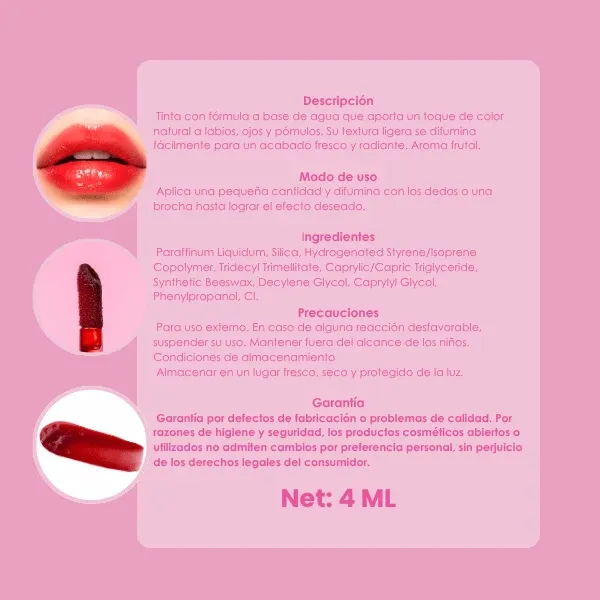 Descripción
Tinta con fórmula a base de agua que aporta un toque de color
natural a labios, ojos y pómulos. Su textura ligera se difumina
fácilmente para un acabado fresco y radiante. Aroma frutal.
Modo de uso
Aplica una pequeña cantidad y difumina con los dedos o una
brocha hasta lograr el efecto deseado.
Ingredientes
Paraffinum Liquidum, Silica, Hydrogenated Styrene/Isoprene
Copolymer, Tridecyl Trimellitate, Caprylic/Capric Triglyceride,
Synthetic Beeswax, Decylene Glycol, Caprylyl Glycol,
Phenylpropanol, CI.
Precauciones
Para uso externo. En caso de alguna reacción desfavorable,
suspender su uso. Mantener fuera del alcance de los niños.
Condiciones de almacenamiento
Almacenar en un lugar fresco, seco y protegido de la luz.
Garantía
Garantía por defectos de fabricación o problemas de calidad. Por
razones de higiene y seguridad, los productos cosméticos abiertos o
utilizados no admiten cambios por preferencia personal, sin perjuicio
de los derechos legales del consumidor.
Net: 4 ML